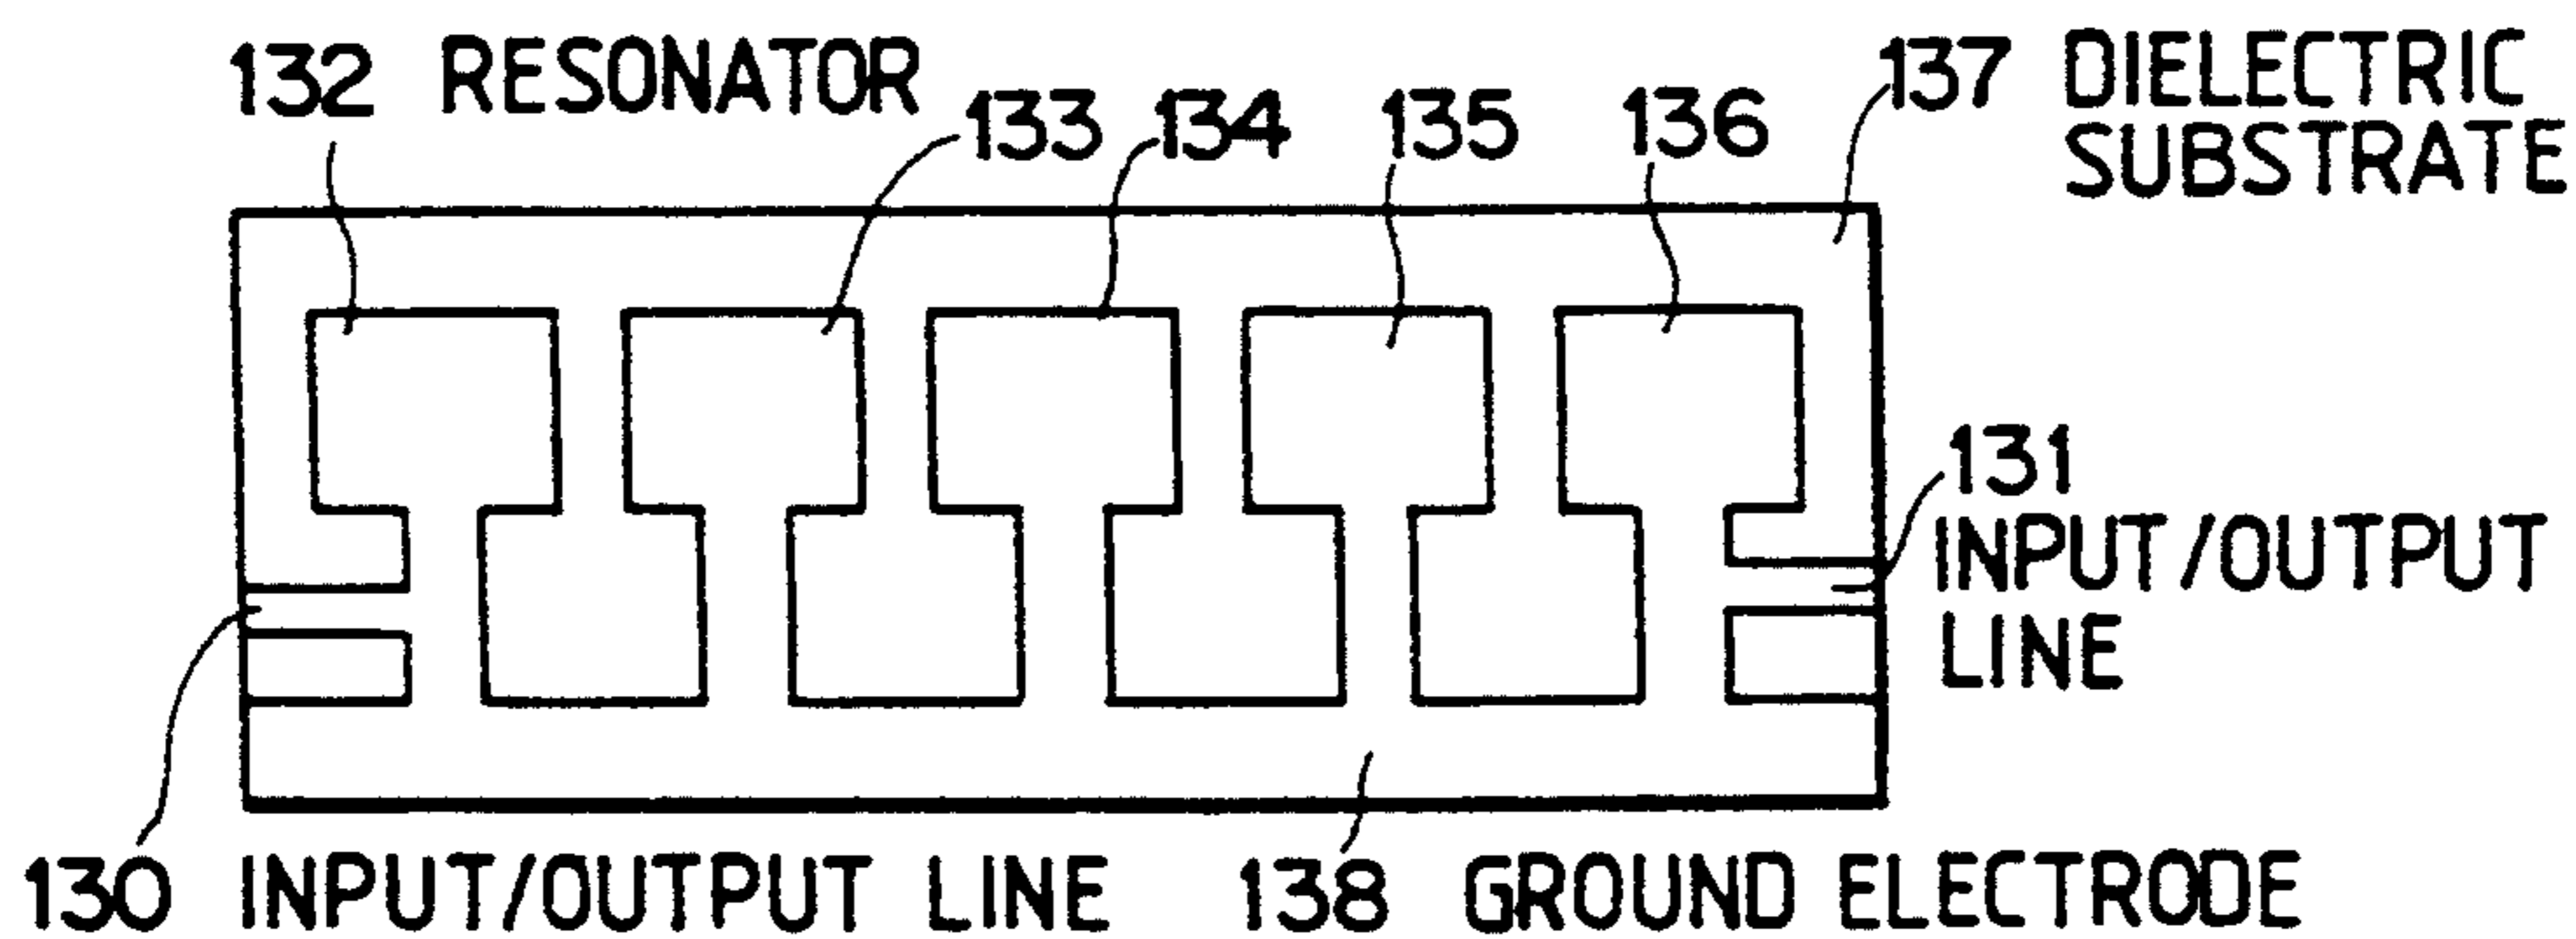 132 RESONATOR
133
134
135
136
137 DIELECTRIC
SUBSTRATE
131
INPUT/OUTPUT
LINE
130 INPUT/OUTPUT LINE
138 GROUND ELECTRODE